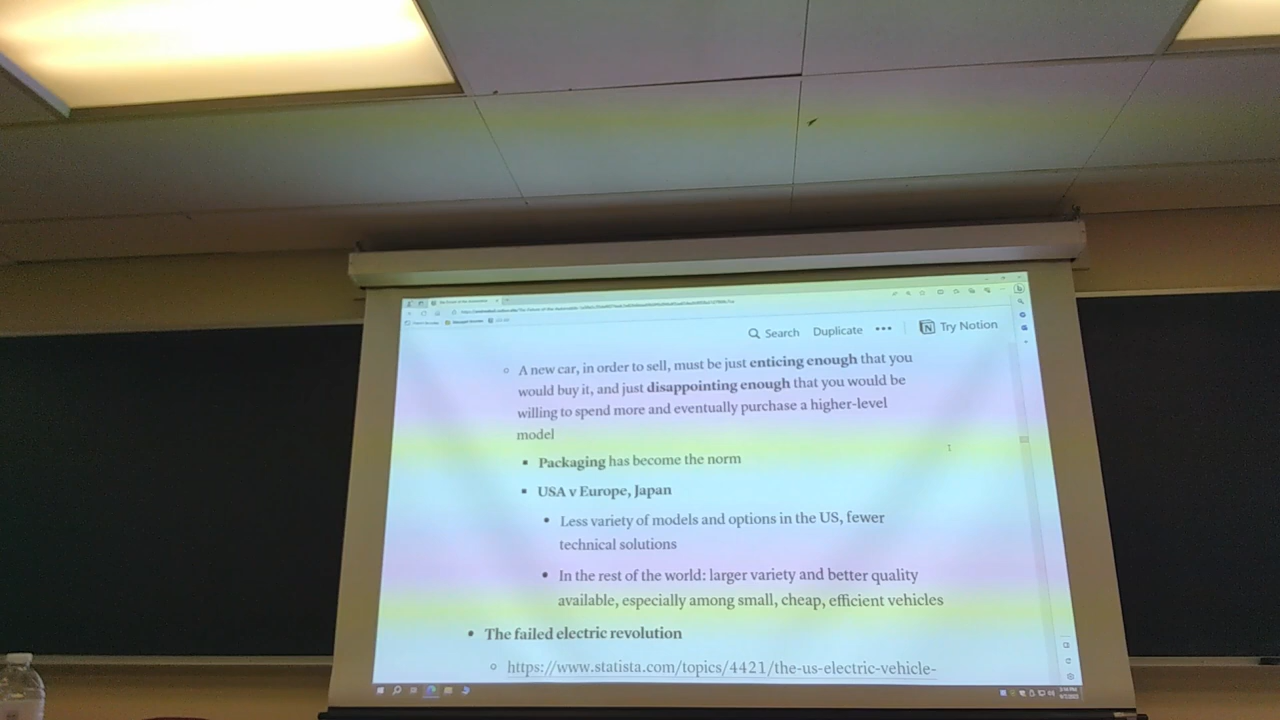 Search Duplicate ••• Try Notion
A new car, in order to sell, must be just enticing enough that you
would buy it, and just disappointing enough that you would be
willing to spend more and eventually purchase a higher-level
model
Packaging has become the norm
USA v Europe, Japan
Less variety of models and options in the US, fewer
technical solutions
In the rest of the world: larger variety and better quality
available, especially among small, cheap, efficient vehicles
The failed electric revolution
https://www.statista.com/topics/4421/the-us-electric-vehicle-